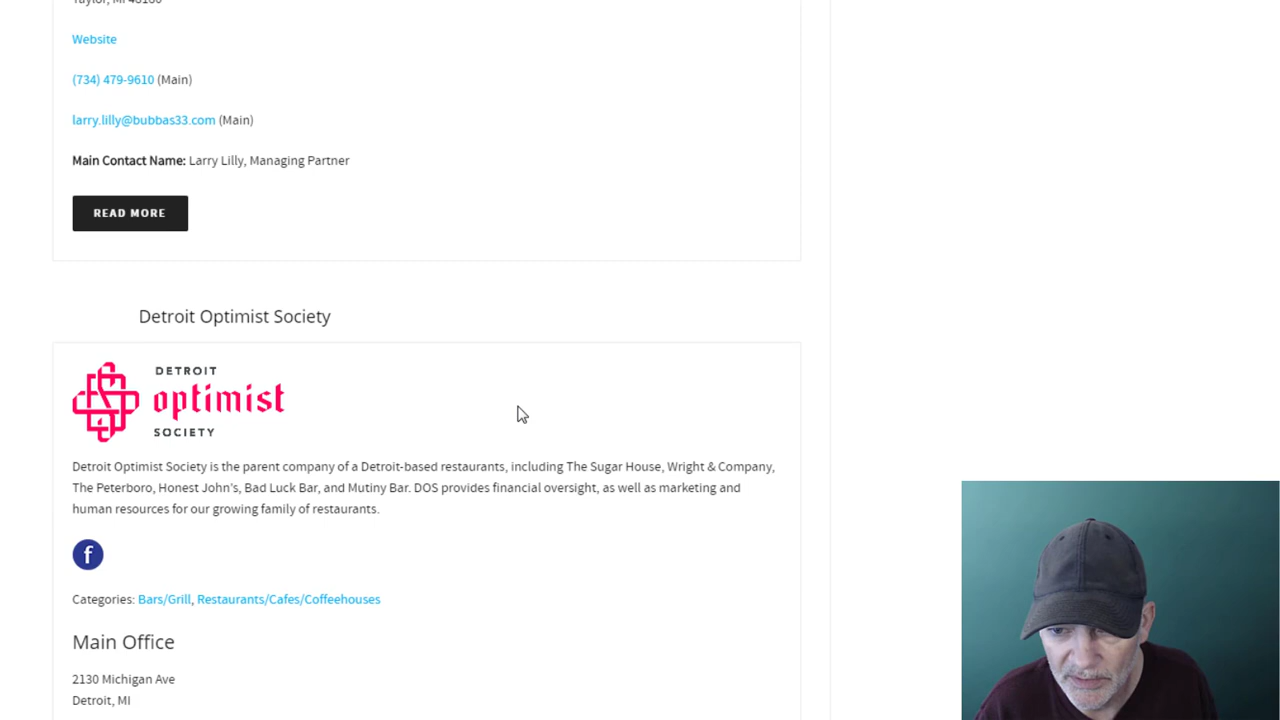 Taylor, MI 48180
Website
(734) 479-9610 (Main)
larry.lilly@bubbas33.com (Main)
Main Contact Name: Larry Lilly, Managing Partner
READ MORE
Detroit Optimist Society
DETROIT
optimist
SOCIETY
Detroit Optimist Society is the parent company of a Detroit-based restaurants, including The Sugar House, Wright & Company,
The Peterboro, Honest John's, Bad Luck Bar, and Mutiny Bar. DOS provides financial oversight, as well as marketing and
human resources for our growing family of restaurants.
f
Categories: Bars/Grill, Restaurants/Cafes/Coffeehouses
Main Office
2130 Michigan Ave
Detroit, MI